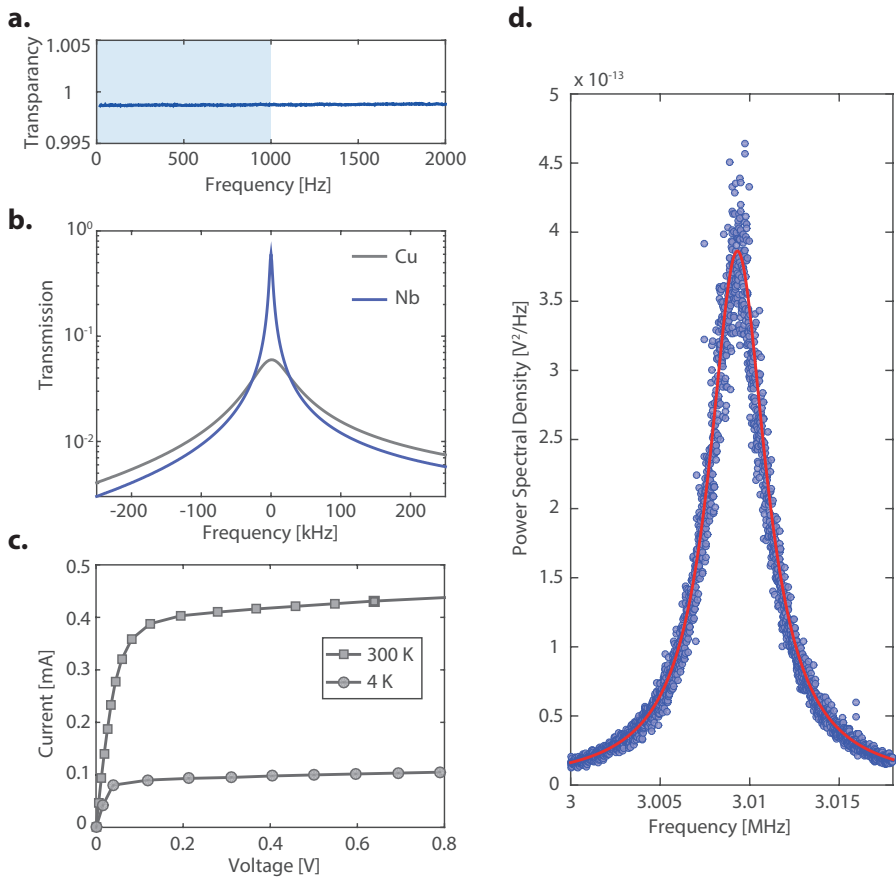 a.
Transparancy
1.005
1
0.995
0 500 1000 1500 2000
Frequency [Hz]
b.
Transmission
10⁰
10⁻¹
10⁻²
Cu
Nb
-200 -100 0 100 200
Frequency [kHz]
c.
Current [mA]
0.5
0.4
0.3
0.2
0.1
0
300 K
4 K
0 0.2 0.4 0.6 0.8
Voltage [V]
d.
x 10⁻¹³
Power Spectral Density [V²/Hz]
5
4.5
4
3.5
3
2.5
2
1.5
1
0.5
0
3 3.005 3.01 3.015
Frequency [MHz]